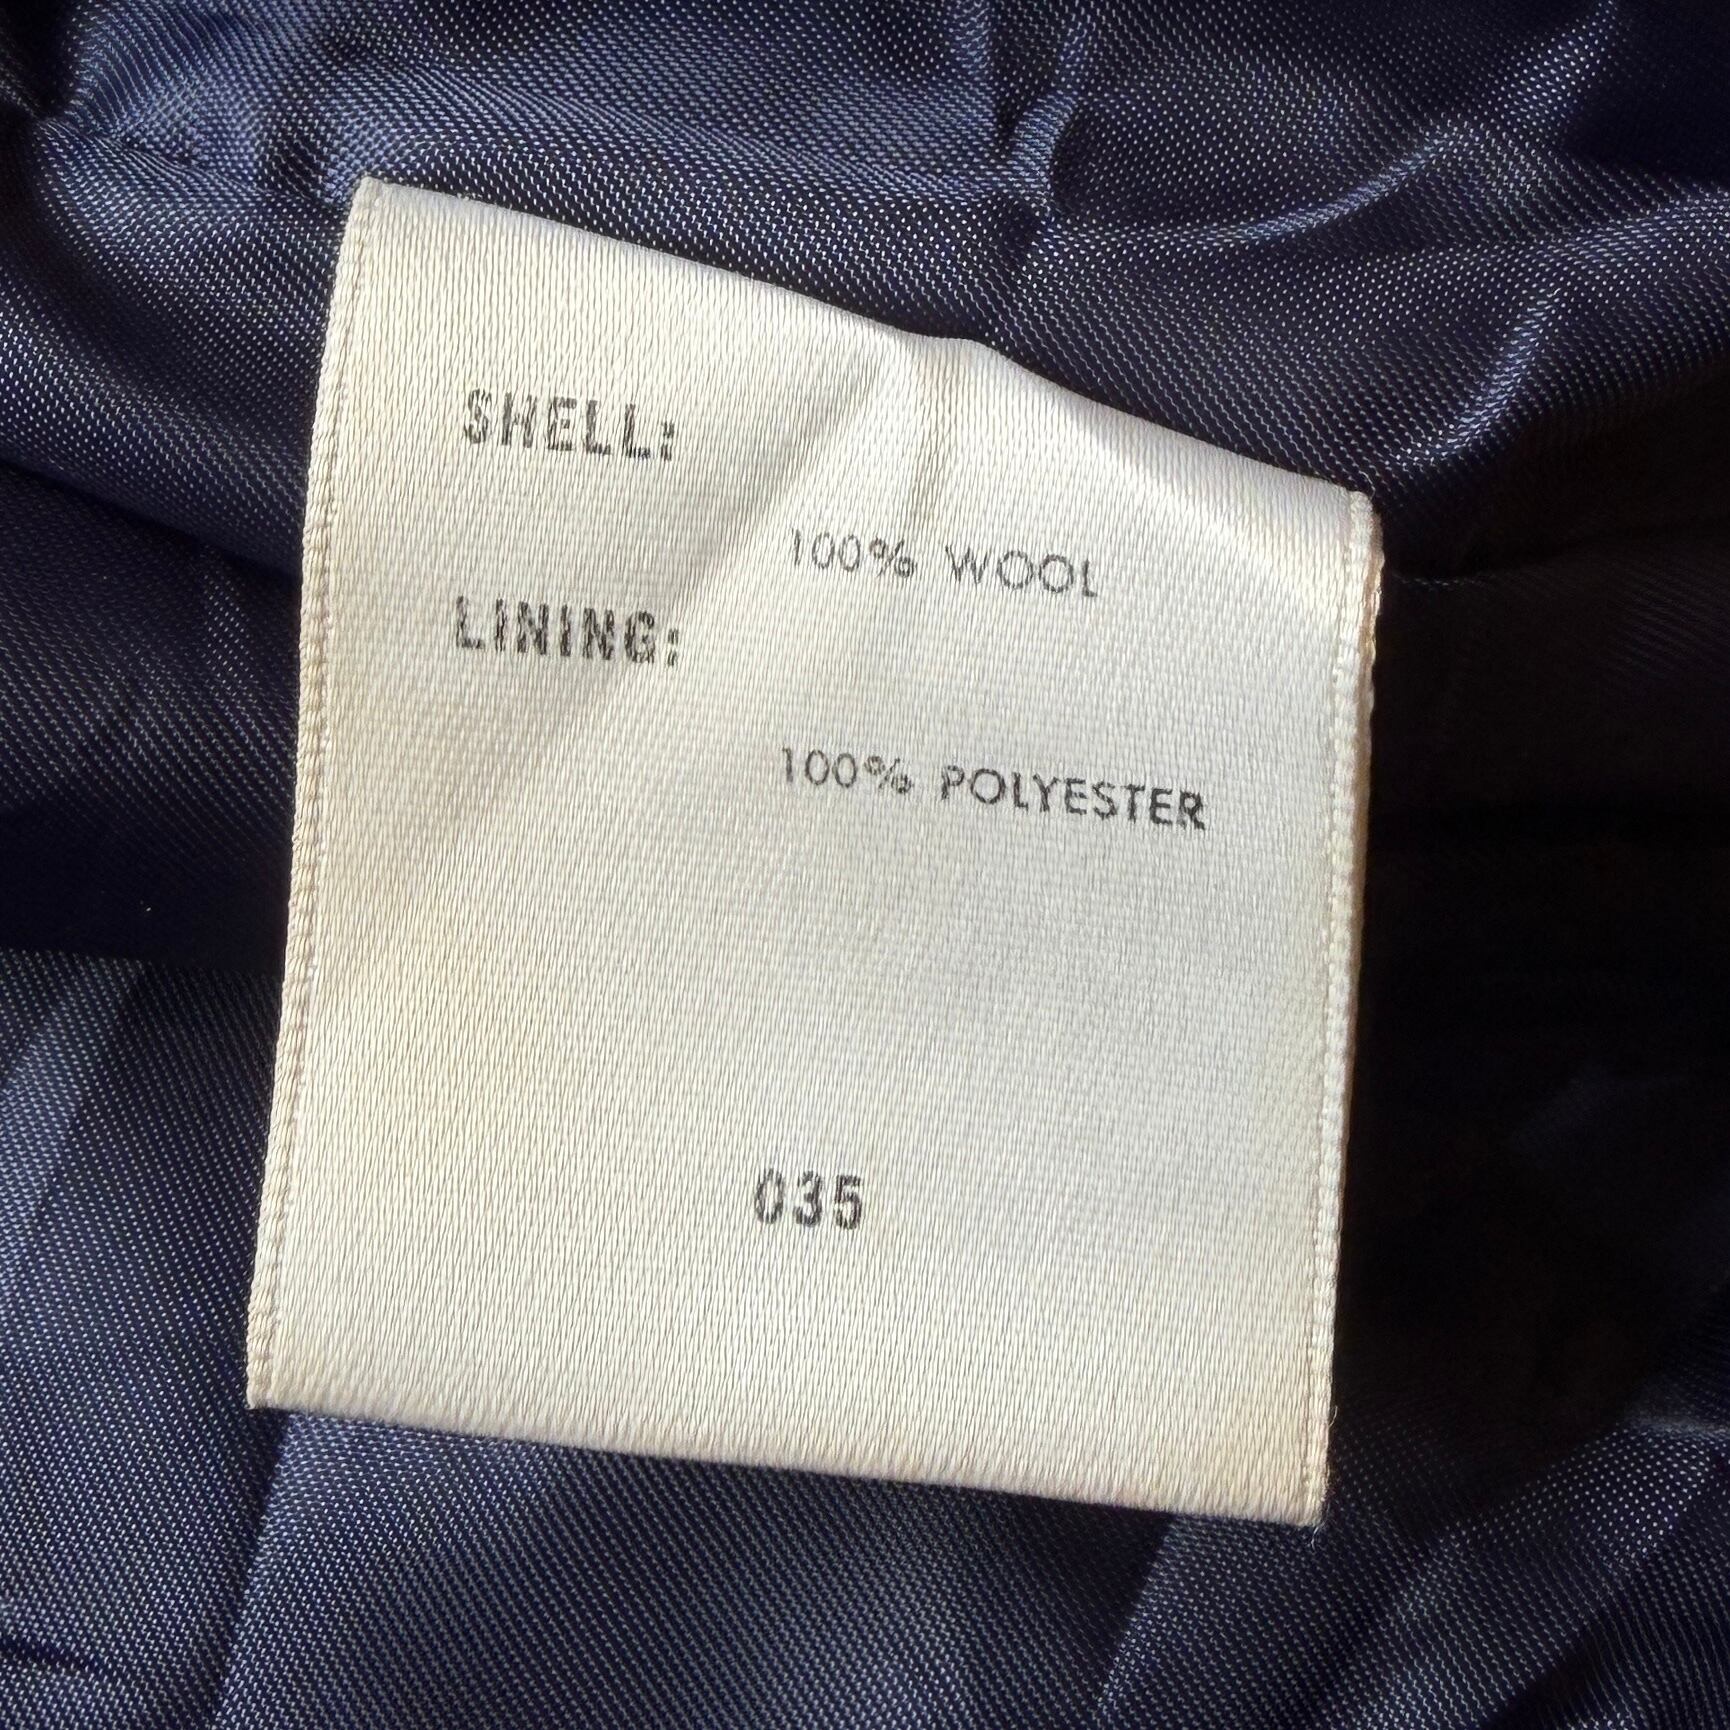 SHELL:
100% WOOL
LINING:
100% POLYESTER
035